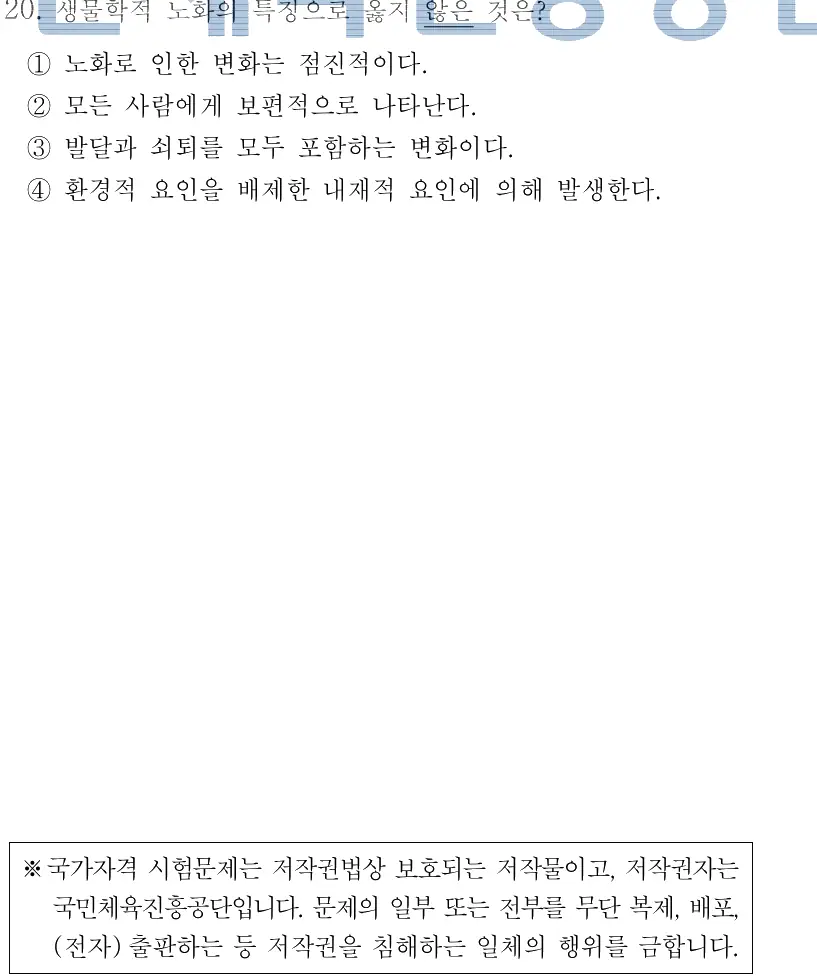 20. 생물학적 노화의 특징으로 옳지 않은 것은?
① 노화로 인한 변화는 점진적이다.
② 모든 사람에게 보편적으로 나타난다.
③ 발달과 쇠퇴를 모두 포함하는 변화이다.
④ 환경적 요인을 배제한 내재적 요인에 의해 발생한다.
※ 국가자격 시험문제는 저작권법상 보호되는 저작물이고, 저작권자는
국민체육진흥공단입니다. 문제의 일부 또는 전부를 무단 복제, 배포,
(전자) 출판하는 등 저작권을 침해하는 일체의 행위를 금합니다.